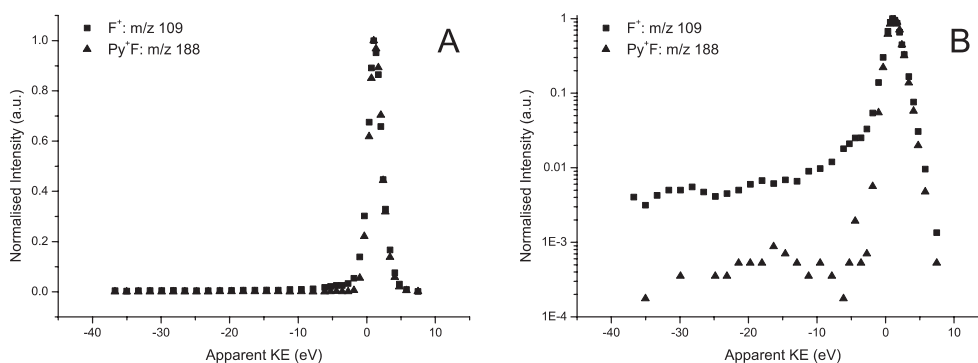 A
F⁺: m/z 109
Py⁺F: m/z 188
Normalised Intensity (a.u.)
1.0
0.8
0.6
0.4
0.2
0.0
-40 -30 -20 -10 0 10
Apparent KE (eV)
B
F⁺: m/z 109
Py⁺F: m/z 188
Normalised Intensity (a.u.)
1
0.1
0.01
1E-3
1E-4
-40 -30 -20 -10 0 10
Apparent KE (eV)